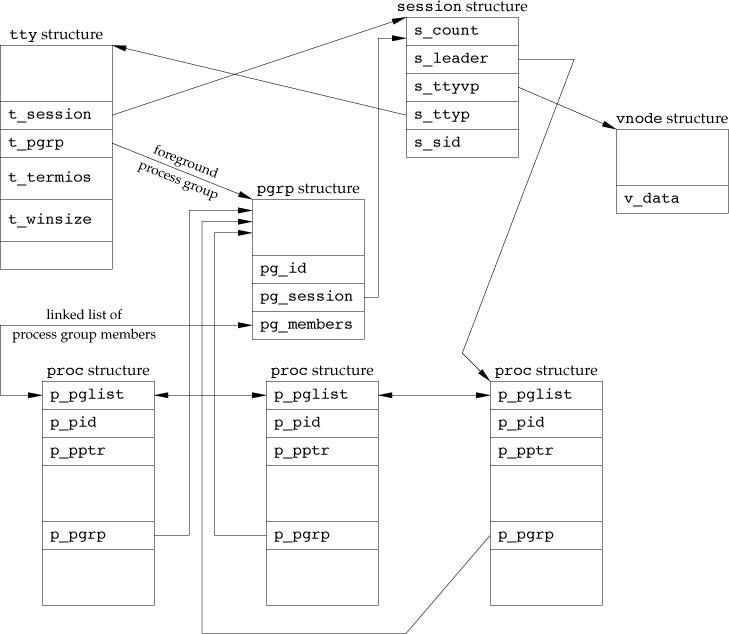 session structure
s_count
s_leader
s_ttyvp
s_ttyp
s_sid
tty structure
t_session
t_pgrp
t_termios
t_winsize
vnode structure
v_data
foreground
process group
pgrp structure
pg_id
pg_session
pg_members
linked list of
process group members
proc structure
p_pglist
p_pid
p_pptr
p_pgrp
proc structure
p_pglist
p_pid
p_pptr
p_pgrp
proc structure
p_pglist
p_pid
p_pptr
p_pgrp